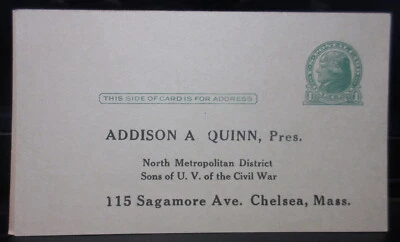 THIS SIDE OF CARD IS FOR ADDRESS
ADDISON A QUINN, Pres.
North Metropolitan District
Sons of U. V. of the Civil War
115 Sagamore Ave. Chelsea, Mass.